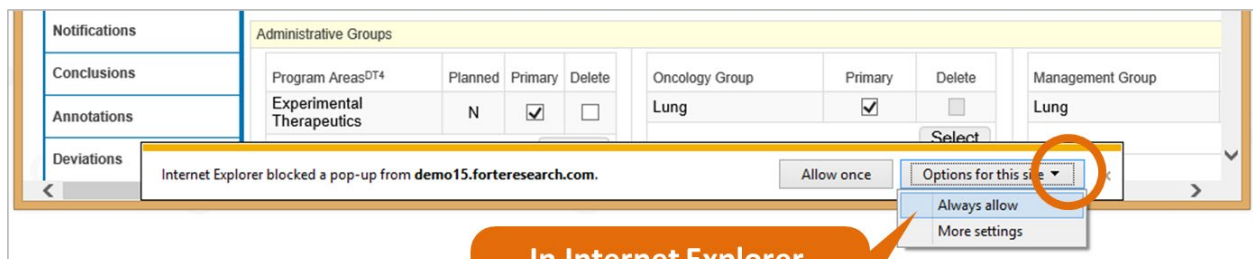 Notifications
Administrative Groups
Conclusions
Program AreasDT4 Planned Primary Delete Oncology Group Primary Delete Management Group
Experimental Therapeutics N Lung Lung
Annotations
Select
Deviations
Internet Explorer blocked a pop-up from demo15.forteresearch.com. Allow once Options for this site
Always allow
More settings
In Internet Explorer